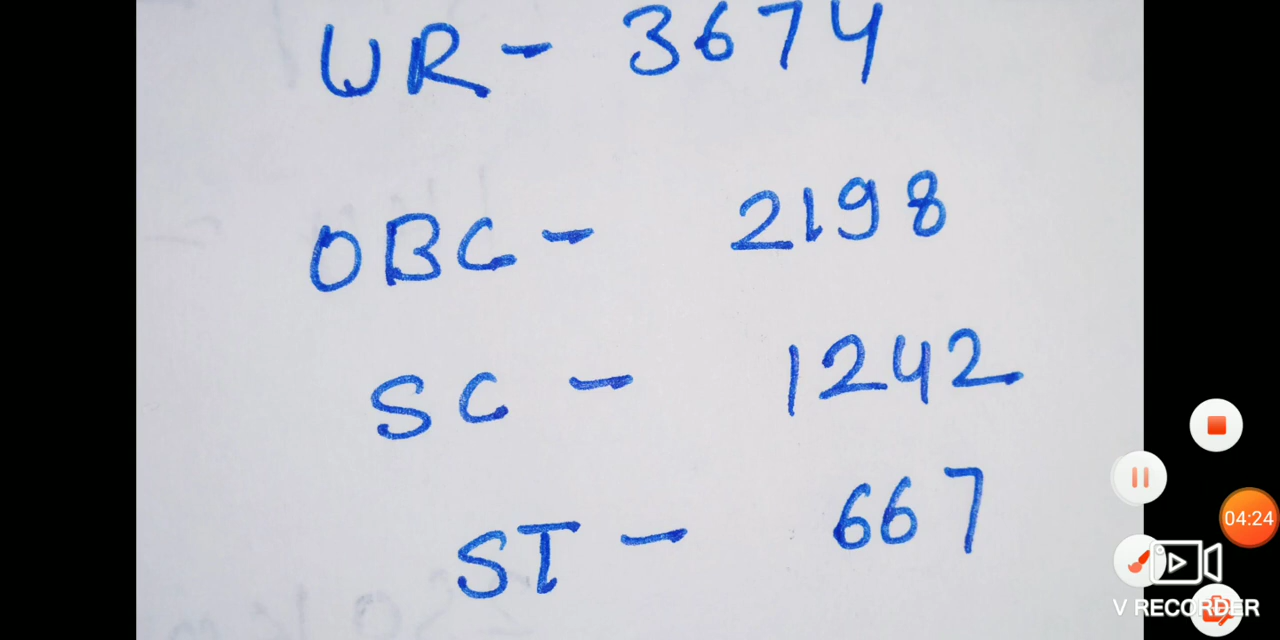 UR - 3674
OBC - 2198
SC - 1242
ST - 667
04:24
V RECORDER